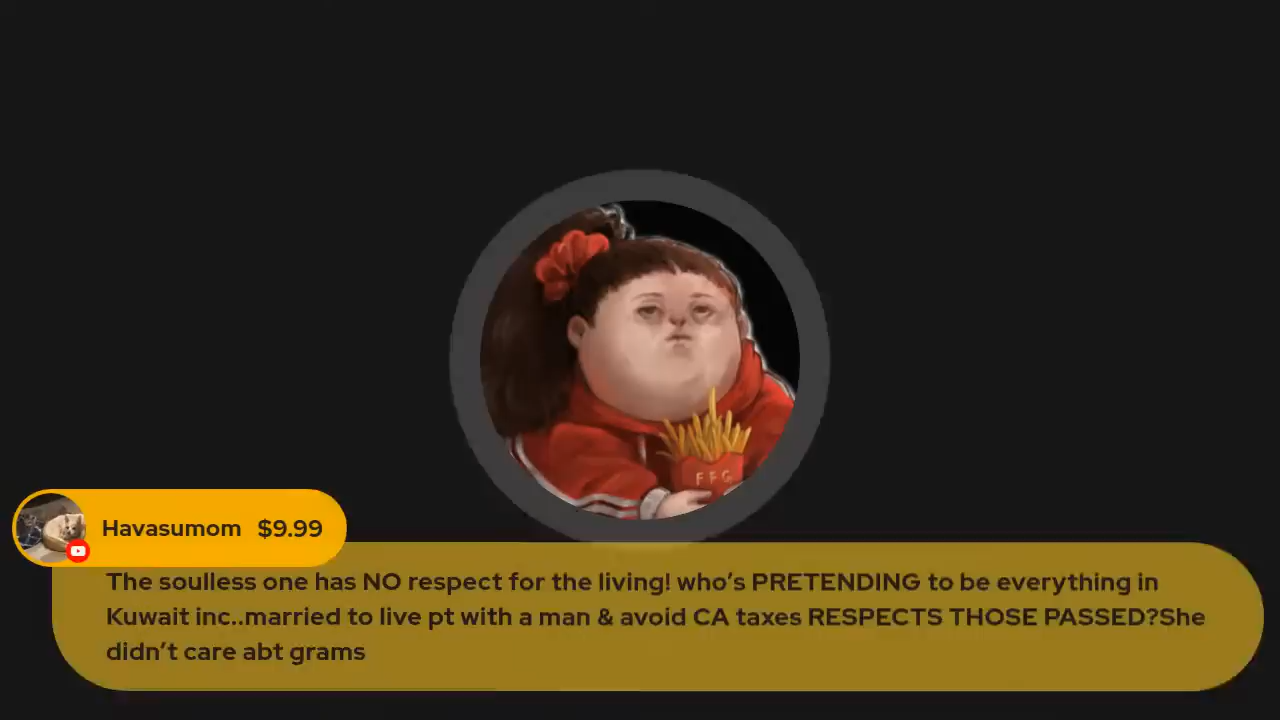 FFG
Havasumom $9.99
The soulless one has NO respect for the living! who's PRETENDING to be everything in
Kuwait inc..married to live pt with a man & avoid CA taxes RESPECTS THOSE PASSED?She
didn't care abt grams